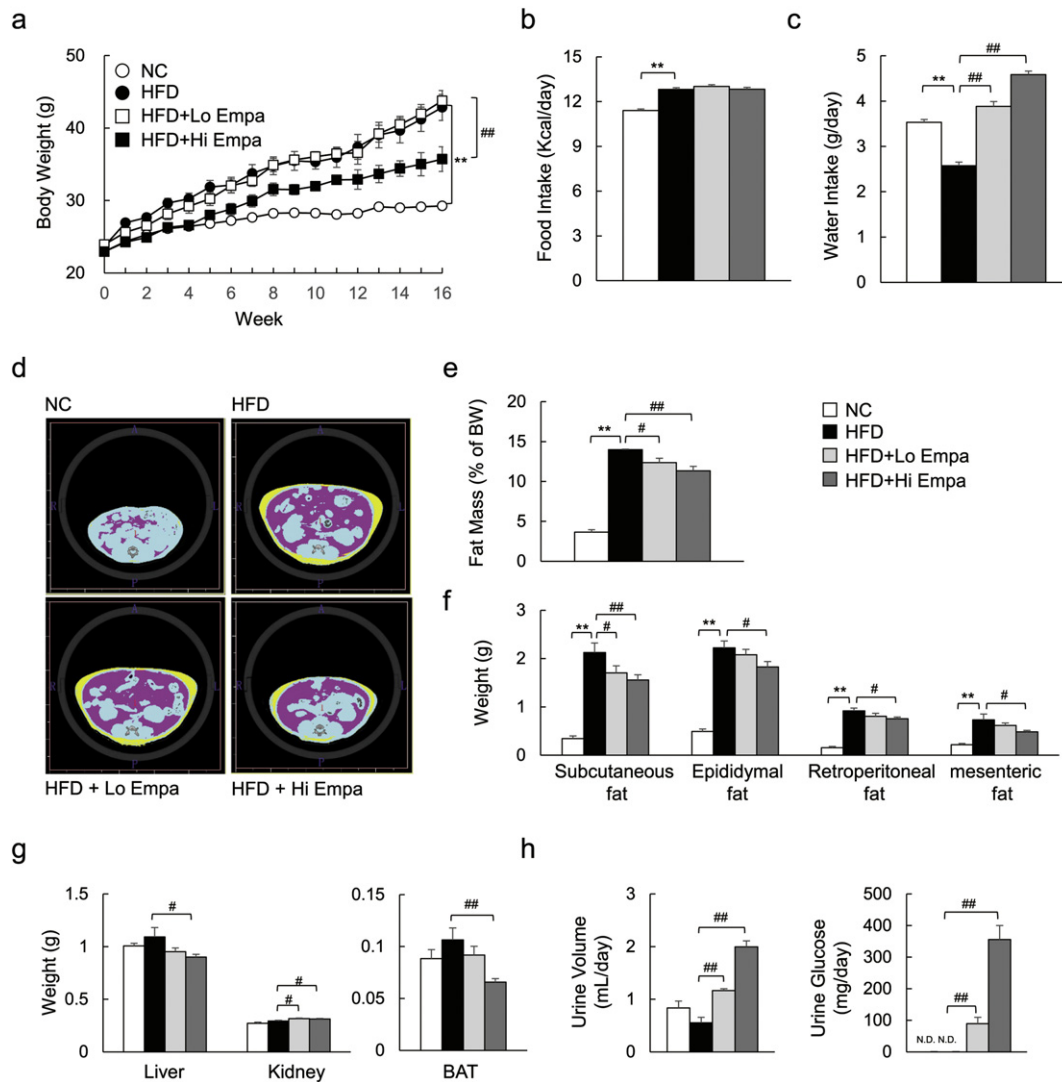 a
50
40
30
20
Body Weight (g)
NC
HFD
HFD+Lo Empa
HFD+Hi Empa
##
**
0 2 4 6 8 10 12 14 16
Week
b
15
12
9
6
3
0
Food Intake (Kcal/day)
**
c
5
4
3
2
1
0
Water Intake (g/day)
**
##
##
d
NC HFD
A
R L
P
A
R L
P
A
R L
P
A
R L
P
HFD + Lo Empa HFD + Hi Empa
e
20
15
10
5
0
Fat Mass (% of BW)
**
#
##
NC
HFD
HFD+Lo Empa
HFD+Hi Empa
f
3
2
1
0
Weight (g)
**
#
##
**
#
**
#
**
#
Subcutaneous fat
Epididymal fat
Retroperitoneal fat
mesenteric fat
g
1.5
1
0.5
0
Weight (g)
#
#
#
Liver Kidney
0.15
0.1
0.05
0
##
BAT
h
3
2
1
0
Urine Volume
(mL/day)
##
##
500
400
300
200
100
0
Urine Glucose
(mg/day)
N.D. N.D.
##
##